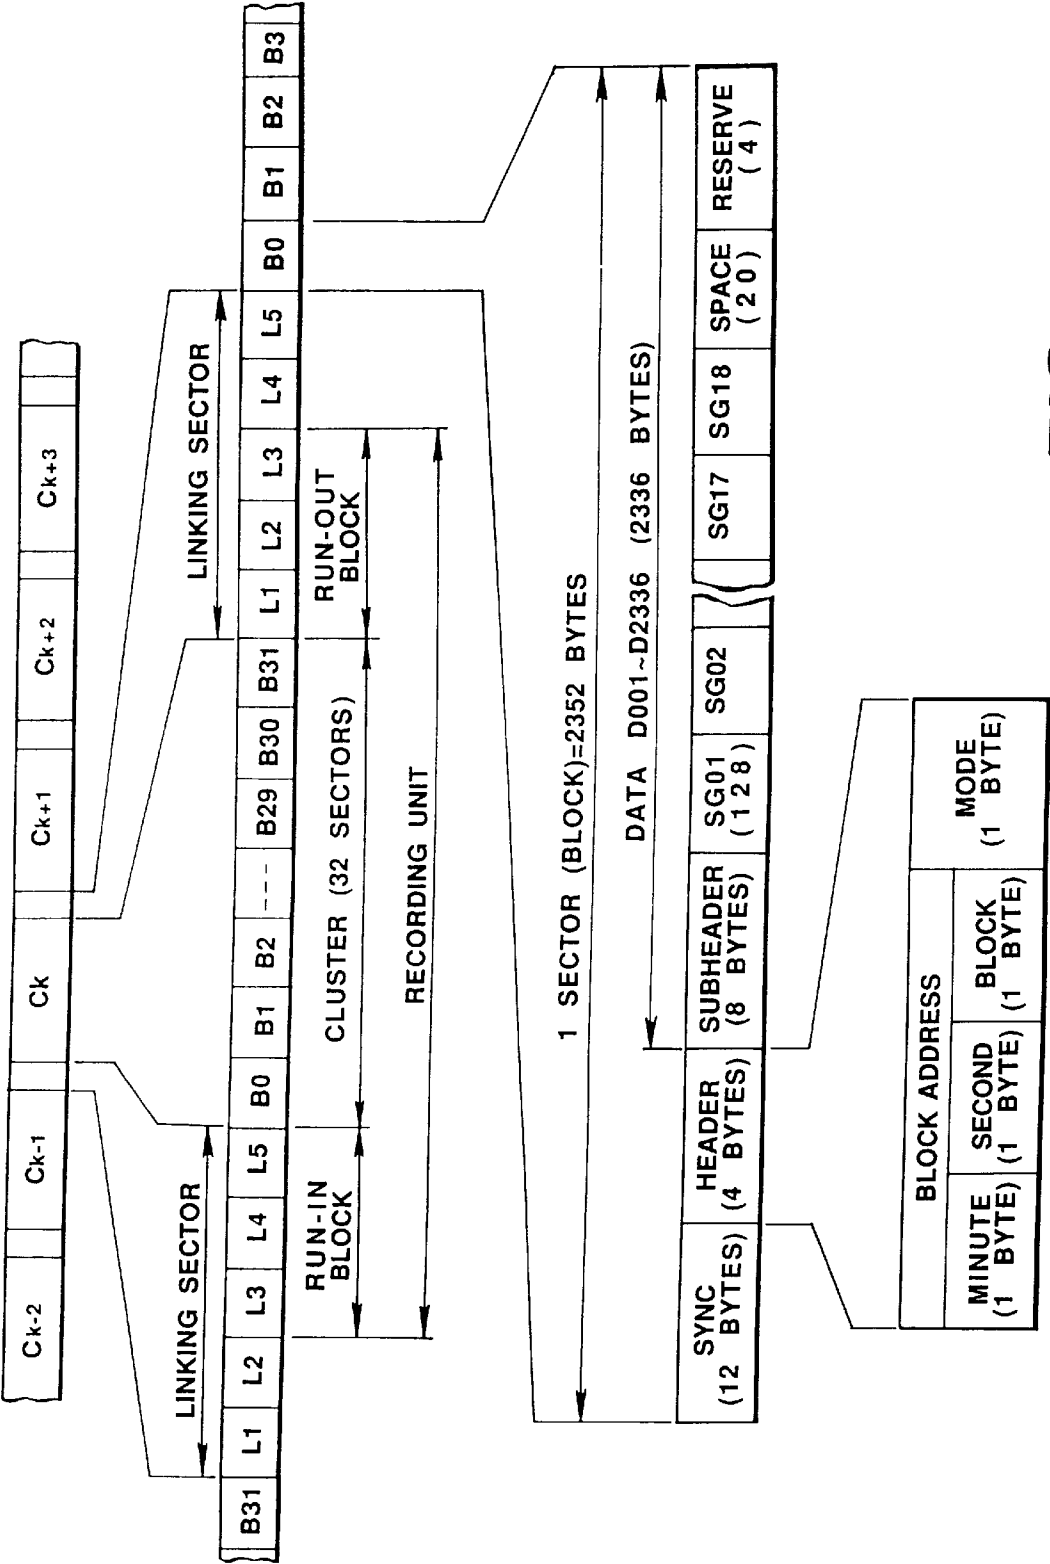 Ck-2
Ck-1
Ck
Ck+1
Ck+2
Ck+3
LINKING SECTOR
LINKING SECTOR
B31
L1
L2
L3
L4
L5
B0
B1
B2
---
B29
B30
B31
L1
L2
L3
L4
L5
B0
B1
B2
B3
RUN-IN
BLOCK
CLUSTER (32 SECTORS)
RUN-OUT
BLOCK
RECORDING UNIT
1 SECTOR (BLOCK)=2352 BYTES
DATA D001~D2336 (2336 BYTES)
SYNC
(12 BYTES)
HEADER
(4 BYTES)
SUBHEADER
(8 BYTES)
SG01
(128)
SG02
SG17
SG18
SPACE
(20)
RESERVE
(4)
BLOCK ADDRESS
MODE
(1 BYTE)
MINUTE
(1 BYTE)
SECOND
(1 BYTE)
BLOCK
(1 BYTE)